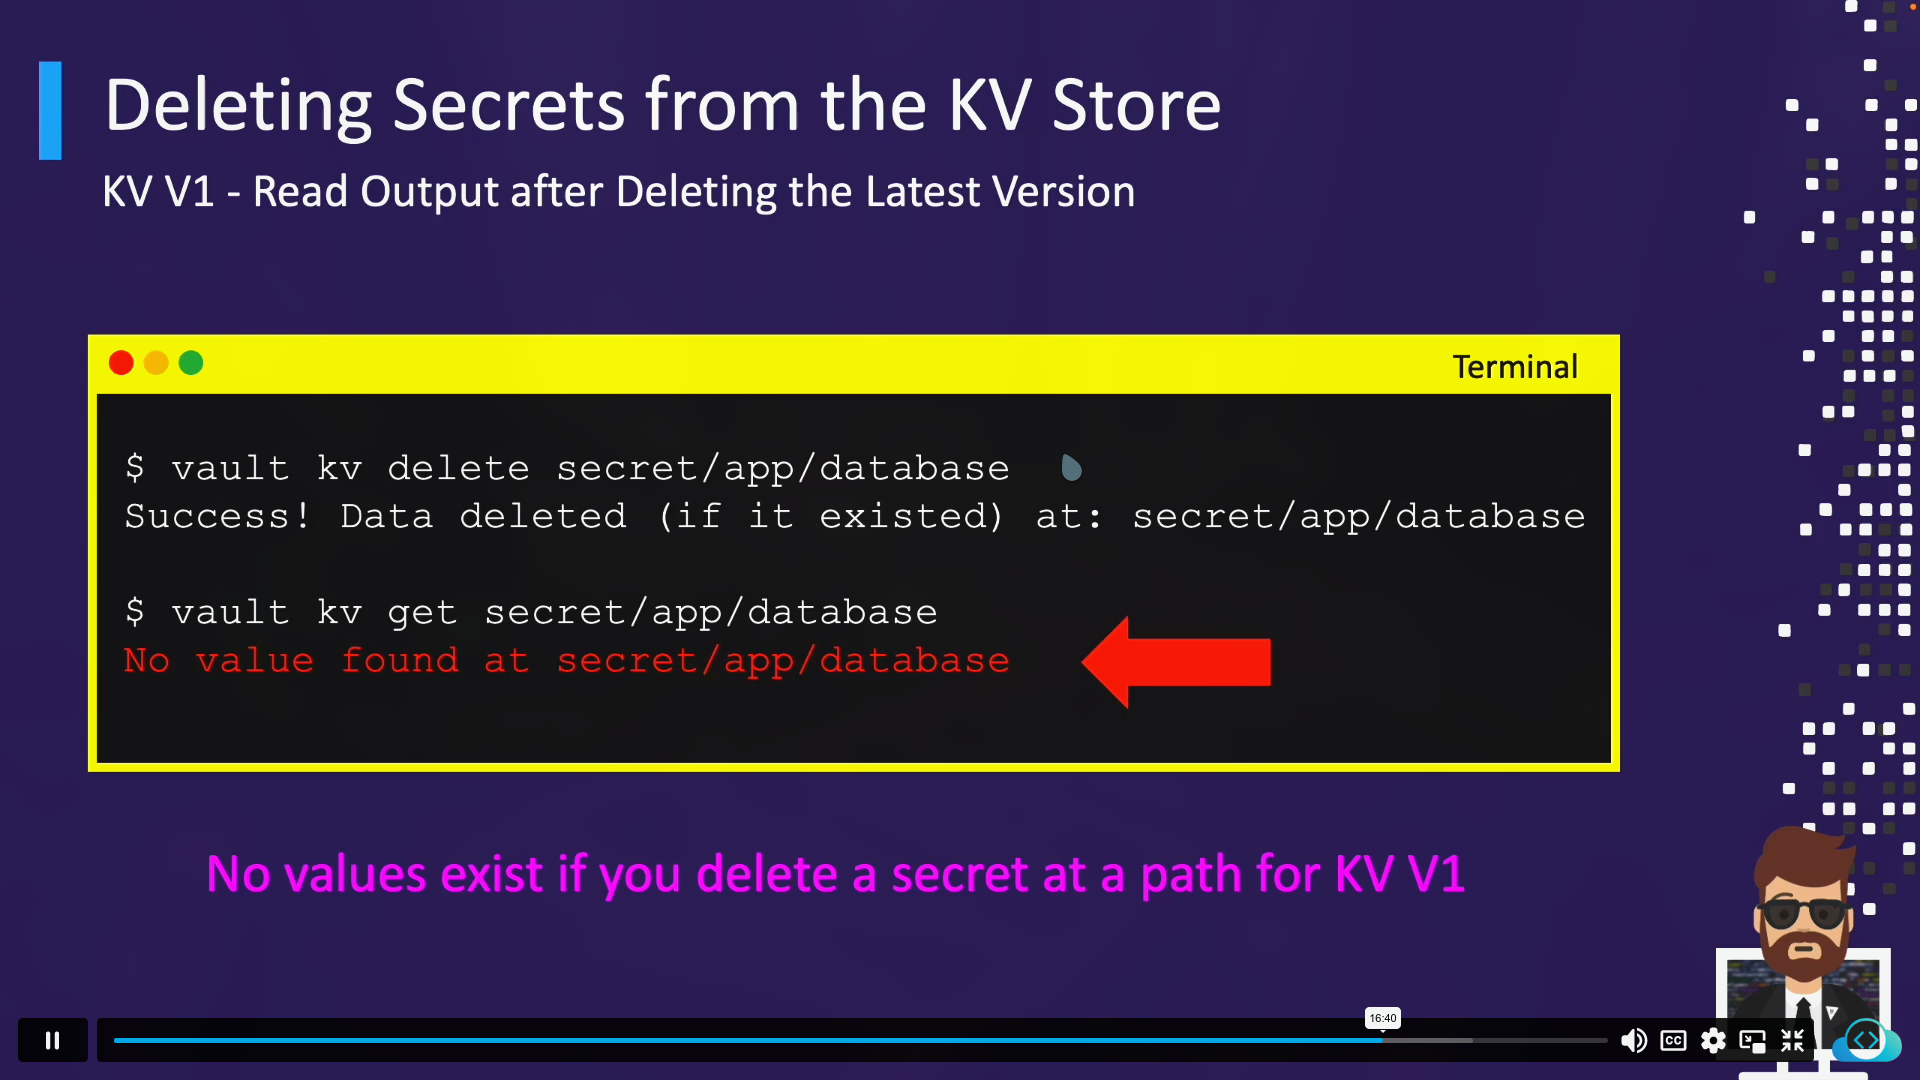 Deleting Secrets from the KV Store
KV V1 - Read Output after Deleting the Latest Version
Terminal
$ vault kv delete secret/app/database
Success! Data deleted (if it existed) at: secret/app/database
$ vault kv get secret/app/database
No value found at secret/app/database
No values exist if you delete a secret at a path for KV V1
16:40
CC